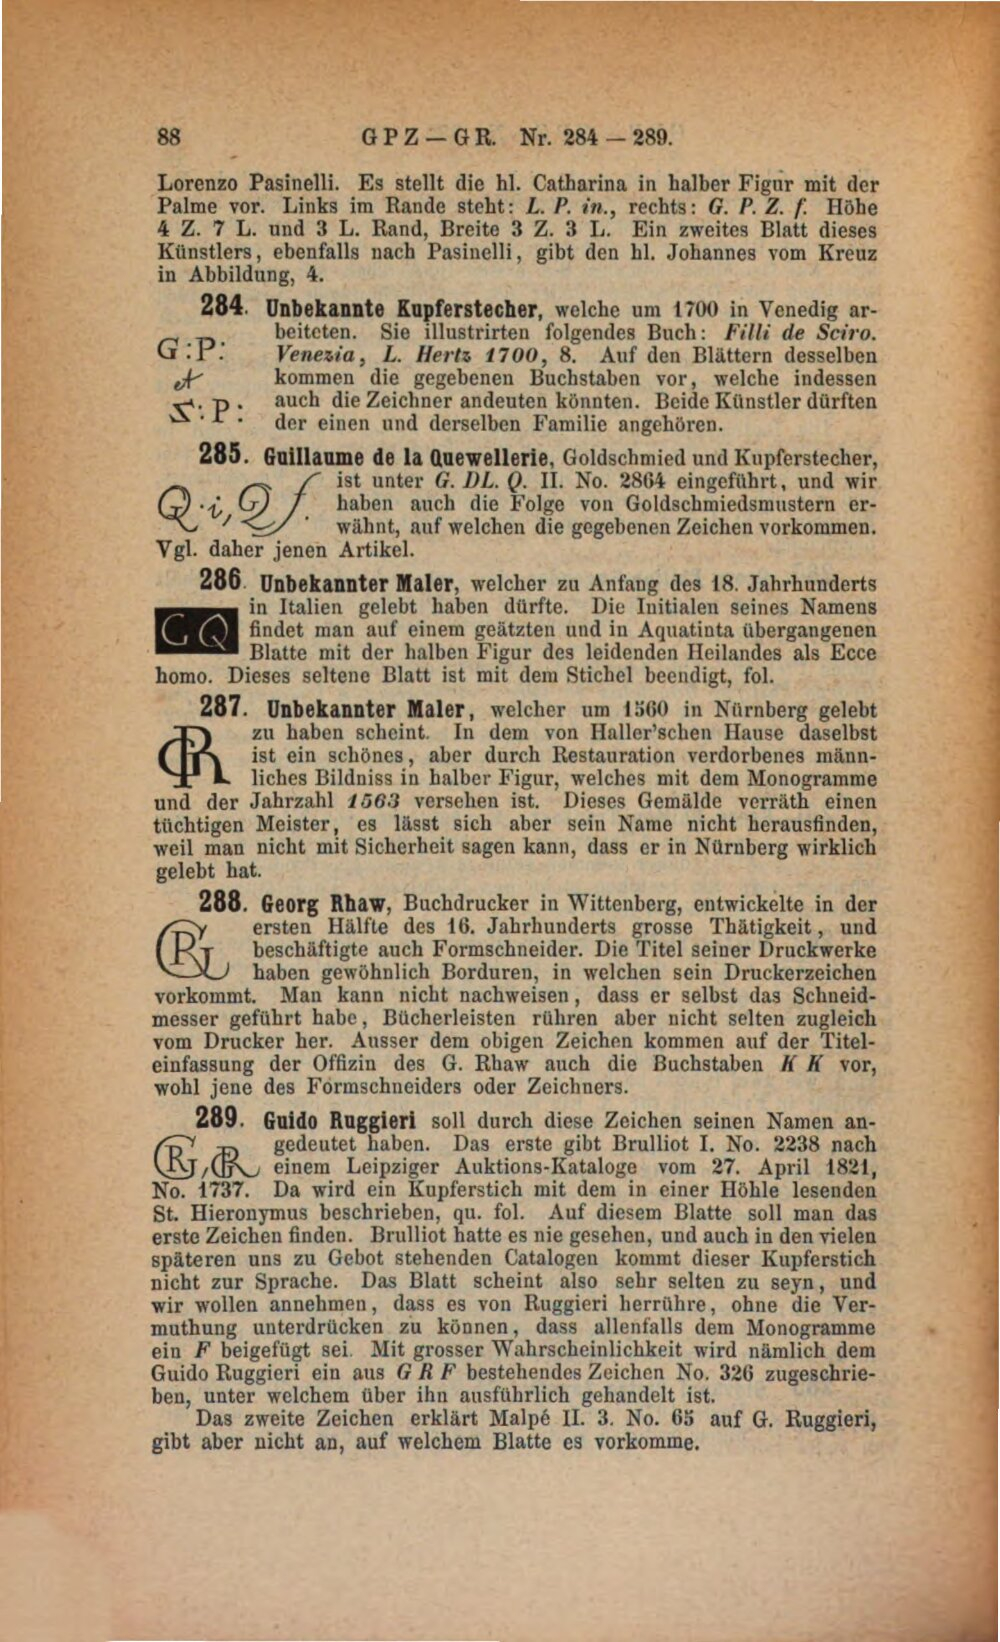 88 GPZ — GR. Nr. 284 — 289.
Lorenzo Pasinelli. Es stellt die hl. Catharina in halber Figur mit der
Palme vor. Links im Rande steht: L. P. in., rechts: G. P. Z. f. Höhe
4 Z. 7 L. und 3 L. Rand, Breite 3 Z. 3 L. Ein zweites Blatt dieses
Künstlers, ebenfalls nach Pasinelli, gibt den hl. Johannes vom Kreuz
in Abbildung, 4.
284. Unbekannte Kupferstecher, welche um 1700 in Venedig ar-
beiteten. Sie illustrirten folgendes Buch: Filli de Sciro.
G:P: Venezia, L. Hertz 1700, 8. Auf den Blättern desselben
et kommen die gegebenen Buchstaben vor, welche indessen
S:P: auch die Zeichner andeuten könnten. Beide Künstler dürften
der einen und derselben Familie angehören.
285. Guillaume de la Quewellerie, Goldschmied und Kupferstecher,
ist unter G. DL. Q. II. No. 2864 eingeführt, und wir
haben auch die Folge von Goldschmiedsmustern er-
wähnt, auf welchen die gegebenen Zeichen vorkommen.
Vgl. daher jenen Artikel.
286. Unbekannter Maler, welcher zu Anfang des 18. Jahrhunderts
in Italien gelebt haben dürfte. Die Initialen seines Namens
GQ findet man auf einem geätzten und in Aquatinta übergangenen
Blatte mit der halben Figur des leidenden Heilandes als Ecce
homo. Dieses seltene Blatt ist mit dem Stichel beendigt, fol.
287. Unbekannter Maler, welcher um 1560 in Nürnberg gelebt
zu haben scheint. In dem von Haller'schen Hause daselbst
ist ein schönes, aber durch Restauration verdorbenes männ-
liches Bildniss in halber Figur, welches mit dem Monogramme
und der Jahrzahl 1563 versehen ist. Dieses Gemälde verräth einen
tüchtigen Meister, es lässt sich aber sein Name nicht herausfinden,
weil man nicht mit Sicherheit sagen kann, dass er in Nürnberg wirklich
gelebt hat.
288. Georg Rhaw, Buchdrucker in Wittenberg, entwickelte in der
ersten Hälfte des 16. Jahrhunderts grosse Thätigkeit, und
beschäftigte auch Formschneider. Die Titel seiner Druckwerke
haben gewöhnlich Borduren, in welchen sein Druckerzeichen
vorkommt. Man kann nicht nachweisen, dass er selbst das Schneid-
messer geführt habe, Bücherleisten rühren aber nicht selten zugleich
vom Drucker her. Ausser dem obigen Zeichen kommen auf der Titel-
einfassung der Offizin des G. Rhaw auch die Buchstaben K K vor,
wohl jene des Formschneiders oder Zeichners.
289. Guido Ruggieri soll durch diese Zeichen seinen Namen an-
gedeutet haben. Das erste gibt Brulliot I. No. 2238 nach
einem Leipziger Auktions-Kataloge vom 27. April 1821,
No. 1737. Da wird ein Kupferstich mit dem in einer Höhle lesenden
St. Hieronymus beschrieben, qu. fol. Auf diesem Blatte soll man das
erste Zeichen finden. Brulliot hatte es nie gesehen, und auch in den vielen
späteren uns zu Gebot stehenden Catalogen kommt dieser Kupferstich
nicht zur Sprache. Das Blatt scheint also sehr selten zu seyn, und
wir wollen annehmen, dass es von Ruggieri herrühre, ohne die Ver-
muthung unterdrücken zu können, dass allenfalls dem Monogramme
ein F beigefügt sei. Mit grosser Wahrscheinlichkeit wird nämlich dem
Guido Ruggieri ein aus G R F bestehendes Zeichen No. 326 zugeschrie-
ben, unter welchem über ihn ausführlich gehandelt ist.
Das zweite Zeichen erklärt Malpé II. 3. No. 65 auf G. Ruggieri,
gibt aber nicht an, auf welchem Blatte es vorkomme.